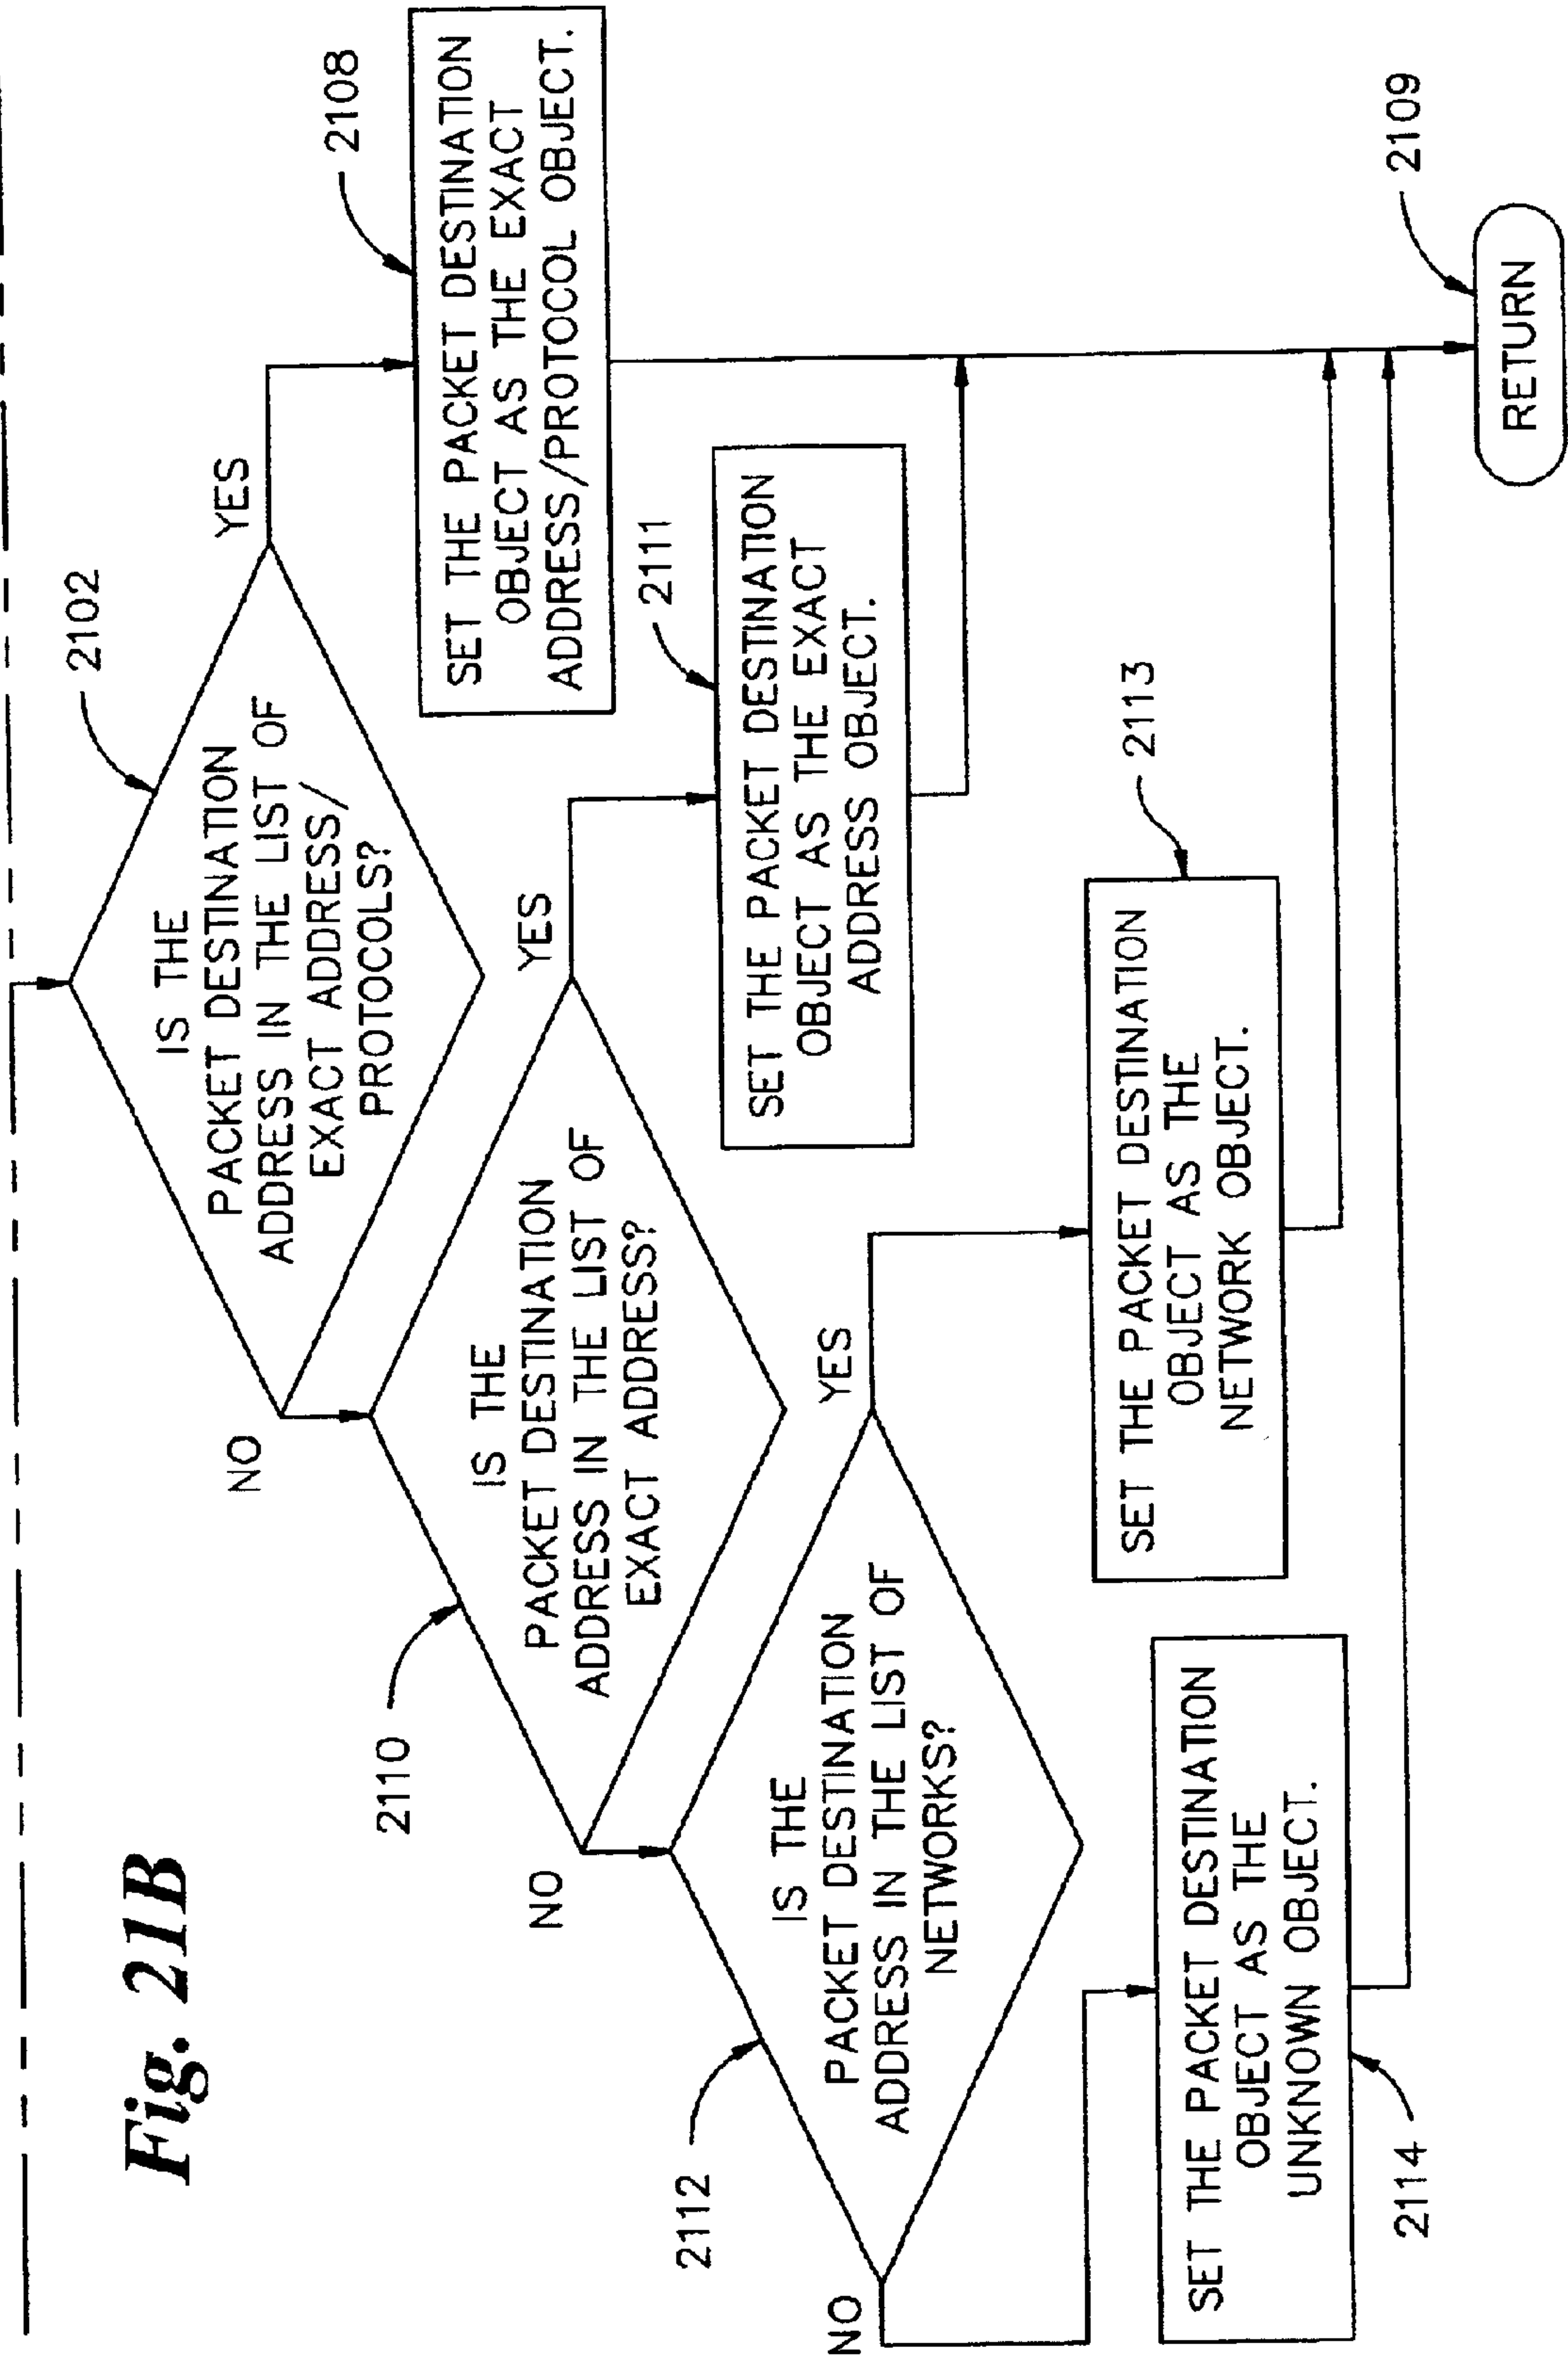 Fig. 21B
2102
IS THE
PACKET DESTINATION
ADDRESS IN THE LIST OF
EXACT ADDRESS/
PROTOCOLS?
YES
NO
2108
SET THE PACKET DESTINATION
OBJECT AS THE EXACT
ADDRESS/PROTOCOL OBJECT.
2110
IS THE
PACKET DESTINATION
ADDRESS IN THE LIST OF
EXACT ADDRESS?
YES
NO
2111
SET THE PACKET DESTINATION
OBJECT AS THE EXACT
ADDRESS OBJECT.
2112
IS THE
PACKET DESTINATION
ADDRESS IN THE LIST OF
NETWORKS?
YES
NO
2113
SET THE PACKET DESTINATION
OBJECT AS THE
NETWORK OBJECT.
SET THE PACKET DESTINATION
OBJECT AS THE
UNKNOWN OBJECT.
2114
2109
RETURN